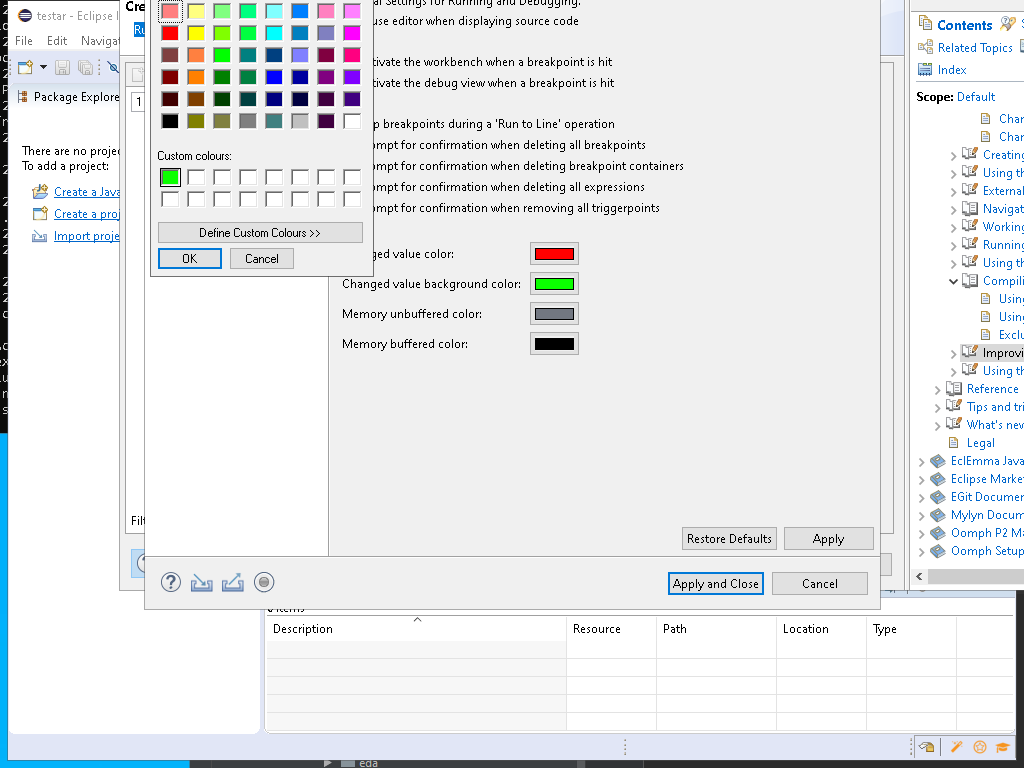 testar - Eclipse I
File Edit Navigat
Package Explore
There are no projec
To add a project:
Create a Java
Create a proj
Import proje
Cre
Ru
1
Filt
al Settings for Running and Debugging.
use editor when displaying source code
tivate the workbench when a breakpoint is hit
tivate the debug view when a breakpoint is hit
p breakpoints during a 'Run to Line' operation
ompt for confirmation when deleting all breakpoints
ompt for confirmation when deleting breakpoint containers
ompt for confirmation when deleting all expressions
ompt for confirmation when removing all triggerpoints
Custom colours:
Define Custom Colours >>
OK Cancel
ged value color:
Changed value background color:
Memory unbuffered color:
Memory buffered color:
Restore Defaults Apply
Apply and Close Cancel
Contents
Related Topics
Index
Scope: Default
Char
Char
Creating
Using th
External
Navigat
Working
Running
Using th
Compili
Using
Using
Exclu
Improvi
Using th
Reference
Tips and tri
What's new
Legal
EclEmma Java
Eclipse Marke
EGit Documen
Mylyn Docum
Oomph P2 Ma
Oomph Setup
0 items
Description Resource Path Location Type
eda